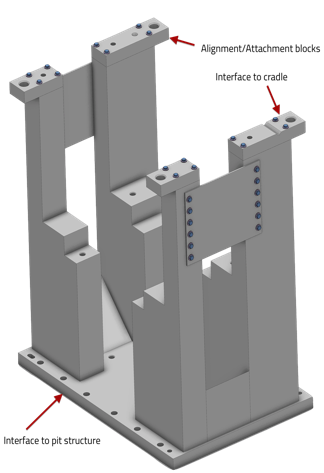 Alignment/Attachment blocks
Interface to cradle
Interface to pit structure